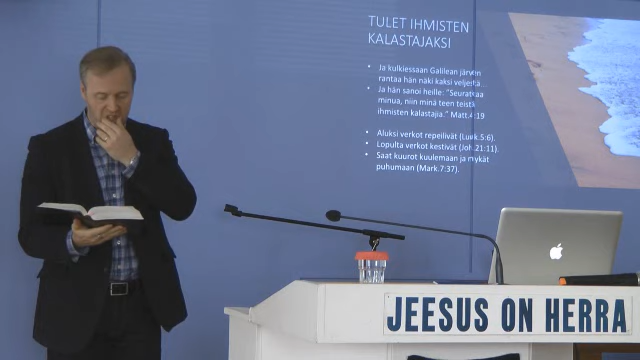 TULET IHMISTEN
KALASTAJAKSI
• Ja kulkiessaan Galilean järven
rantaa hän näki kaksi veljeitä...
• Ja hän sanoi heille: "Seuratkaa
minua, niin minä teen teistä
ihmisten kalastajia." Matt.4:19
• Aluksi verkot repeilivät (Luuk.5:6).
• Lopulta verkot kestivät (Joh.21:11).
• Saat kuurot kuulemaan ja mykät
puhumaan (Mark.7:37).
JEESUS ON HERRA